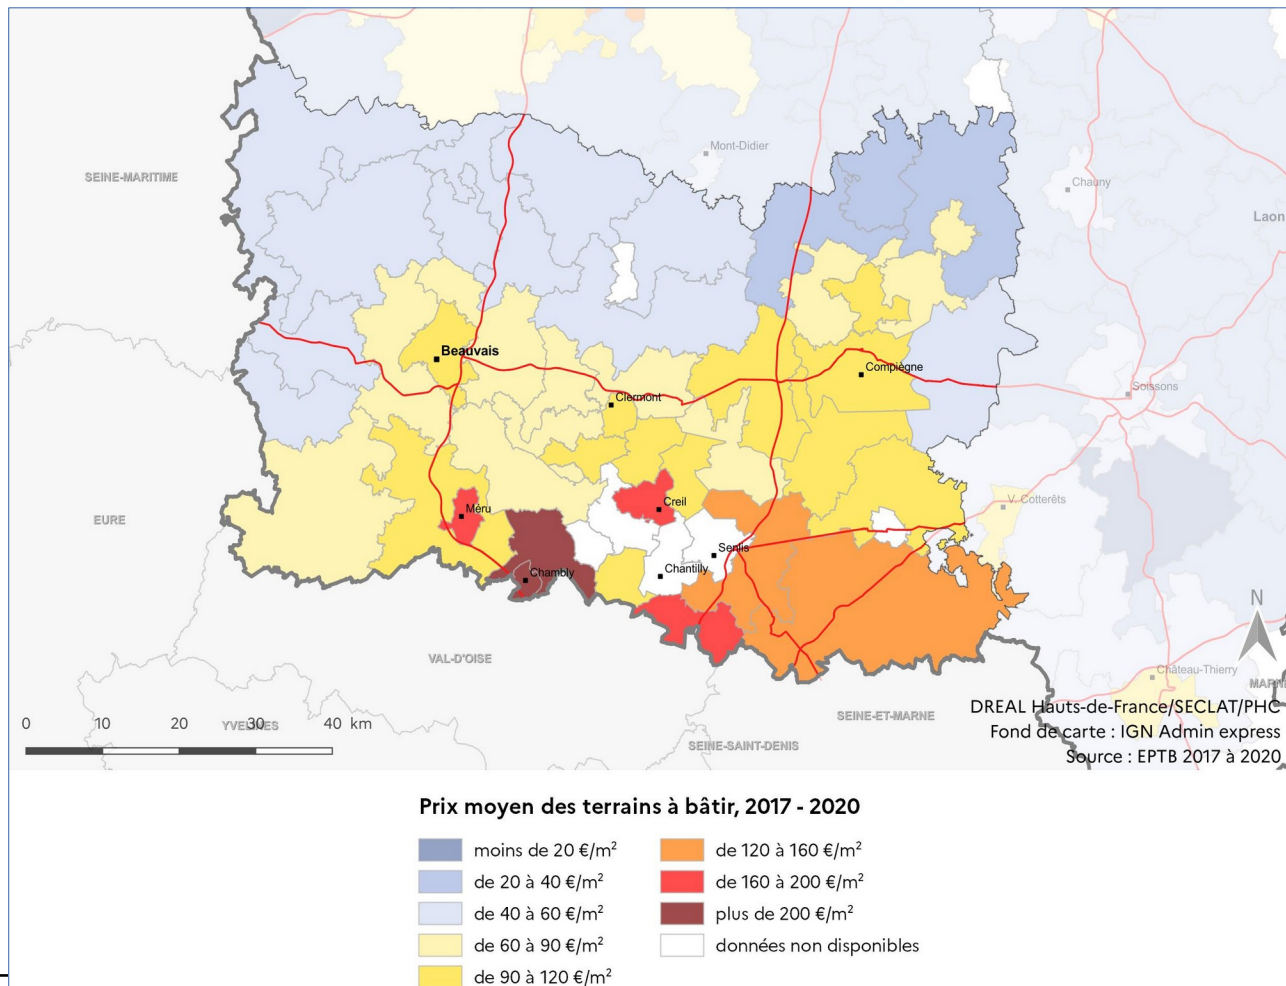 Mont-Didier
SEINE-MARITIME
Chauny
Laon
Beauvais
Compiègne
Soissons
Clermont
Méru
Creil
V. Cotterêts
EURE
Senlis
Chambly
Chantilly
N
VAL-D'OISE
Château-Thierry
MARN
YVELINES
SEINE-ET-MARNE
SEINE-SAINT-DENIS
0 10 20 30 40 km
DREAL Hauts-de-France/SECLAT/PHC
Fond de carte : IGN Admin express
Source : EPTB 2017 à 2020
Prix moyen des terrains à bâtir, 2017 - 2020
moins de 20 €/m²
de 20 à 40 €/m²
de 40 à 60 €/m²
de 60 à 90 €/m²
de 90 à 120 €/m²
de 120 à 160 €/m²
de 160 à 200 €/m²
plus de 200 €/m²
données non disponibles